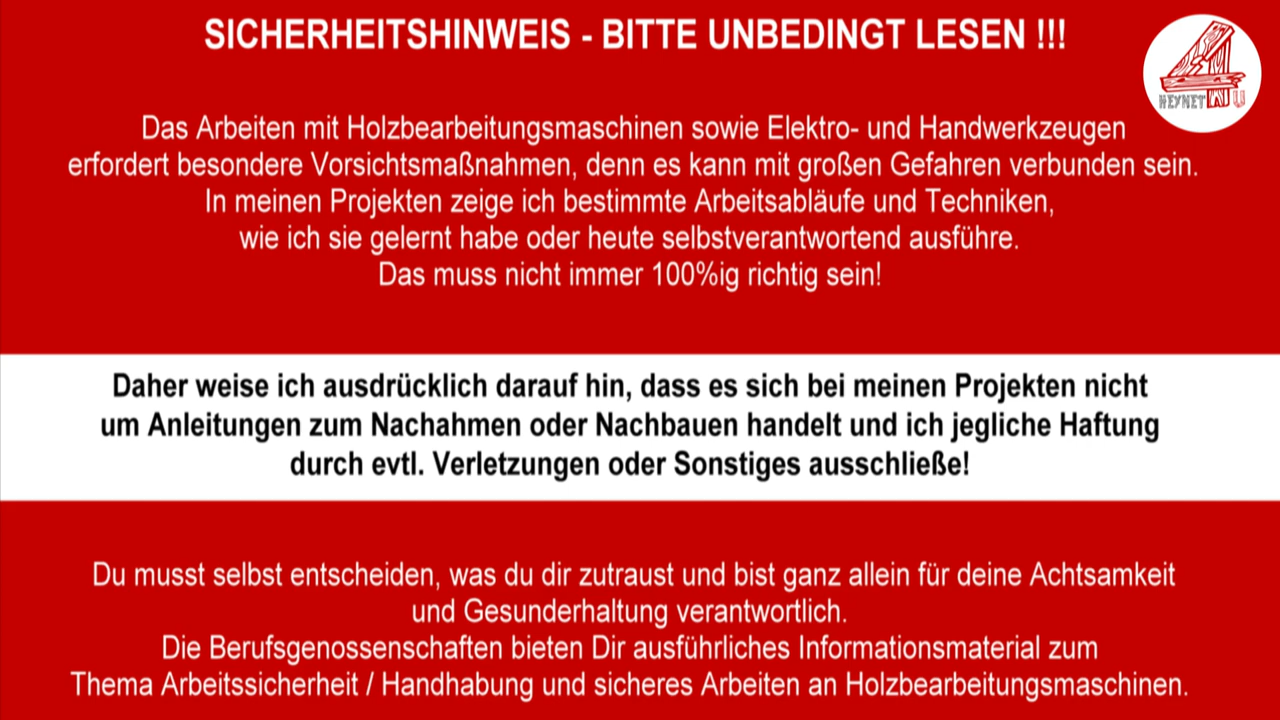 SICHERHEITSHINWEIS - BITTE UNBEDINGT LESEN !!!
HEYMET 4 U
Das Arbeiten mit Holzbearbeitungsmaschinen sowie Elektro- und Handwerkzeugen
erfordert besondere Vorsichtsmaßnahmen, denn es kann mit großen Gefahren verbunden sein.
In meinen Projekten zeige ich bestimmte Arbeitsabläufe und Techniken,
wie ich sie gelernt habe oder heute selbstverantwortend ausführe.
Das muss nicht immer 100%ig richtig sein!
Daher weise ich ausdrücklich darauf hin, dass es sich bei meinen Projekten nicht
um Anleitungen zum Nachahmen oder Nachbauen handelt und ich jegliche Haftung
durch evtl. Verletzungen oder Sonstiges ausschließe!
Du musst selbst entscheiden, was du dir zutraust und bist ganz allein für deine Achtsamkeit
und Gesunderhaltung verantwortlich.
Die Berufsgenossenschaften bieten Dir ausführliches Informationsmaterial zum
Thema Arbeitssicherheit / Handhabung und sicheres Arbeiten an Holzbearbeitungsmaschinen.